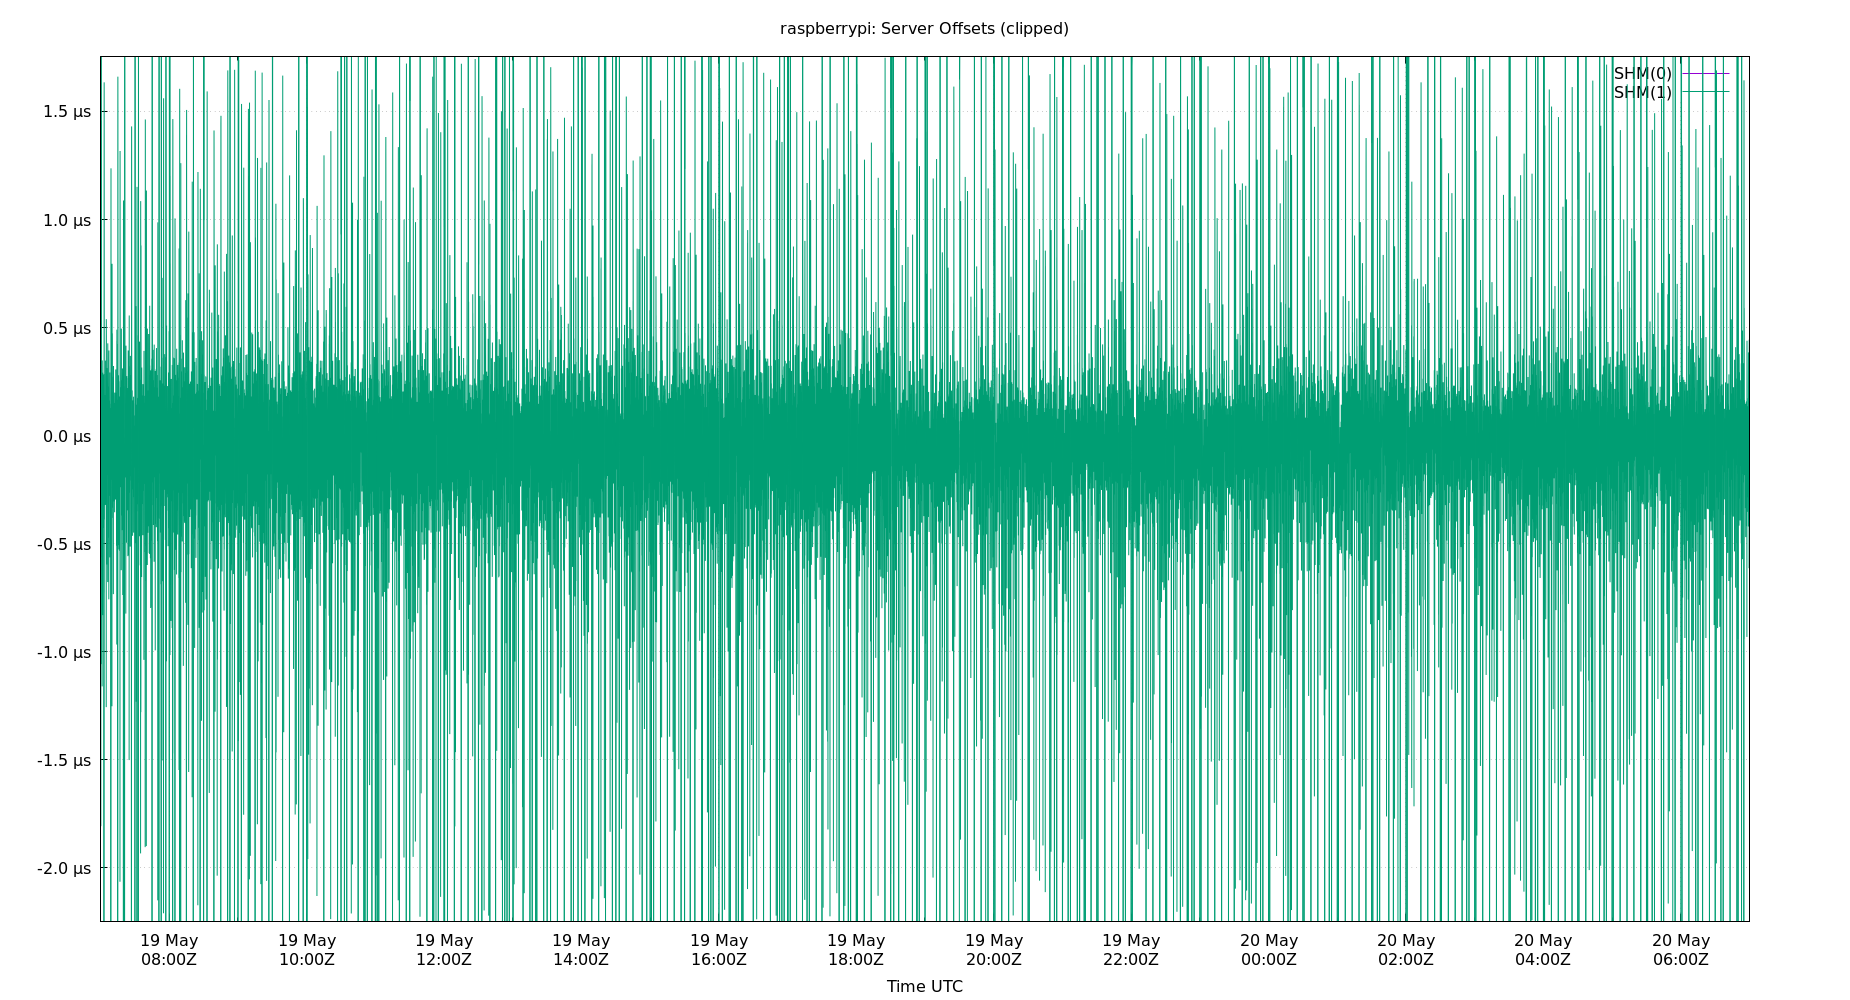 raspberrypi: Server Offsets (clipped)
SHM(0)
SHM(1)
1.5 µs
1.0 µs
0.5 µs
0.0 µs
-0.5 µs
-1.0 µs
-1.5 µs
-2.0 µs
19 May 19 May 19 May 19 May 19 May 19 May 19 May 19 May 20 May 20 May 20 May 20 May
08:00Z 10:00Z 12:00Z 14:00Z 16:00Z 18:00Z 20:00Z 22:00Z 00:00Z 02:00Z 04:00Z 06:00Z
Time UTC